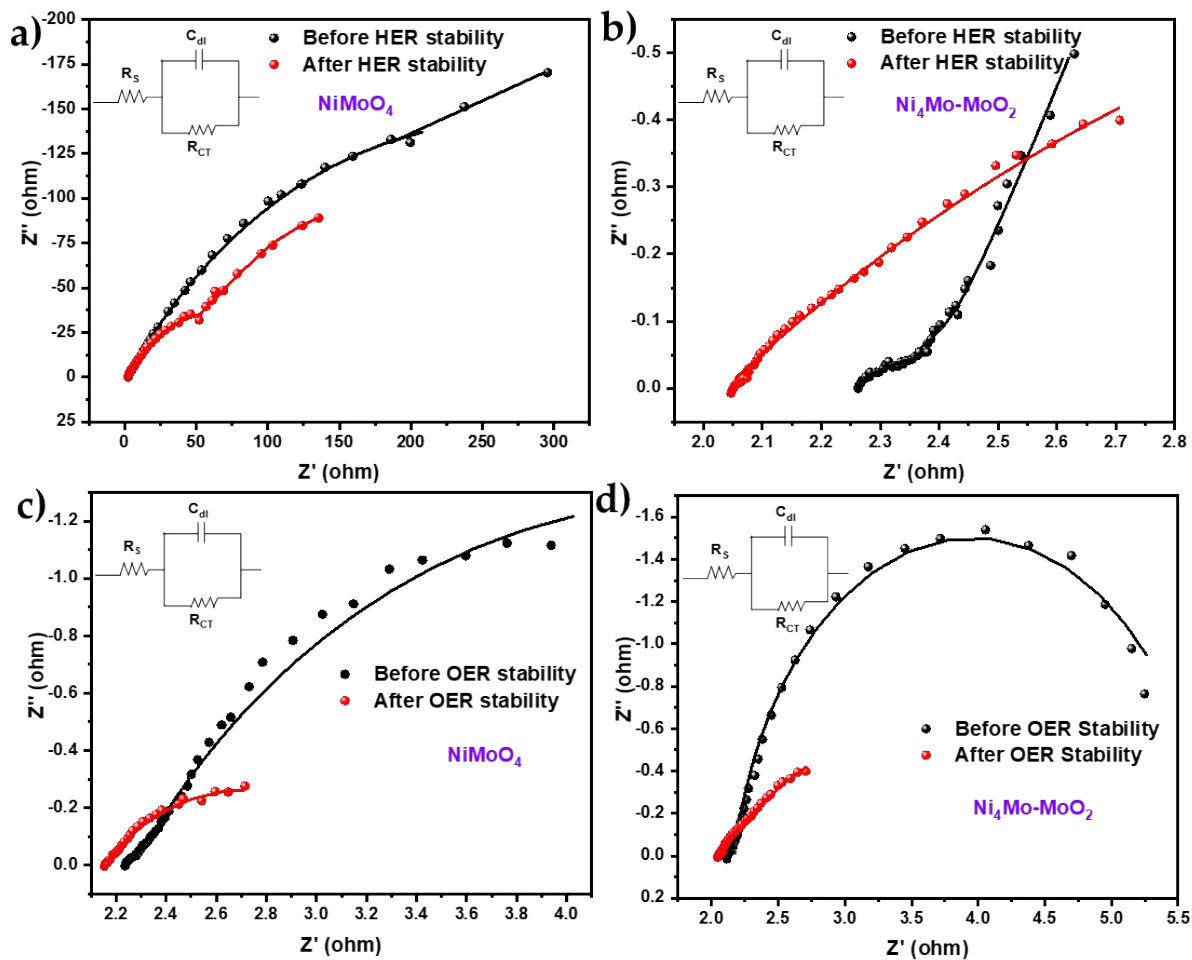 a)
Z'' (ohm)
-200
-175
-150
-125
-100
-75
-50
-25
0
25
C_dl
R_S
R_CT
Before HER stability
After HER stability
NiMoO₄
0 50 100 150 200 250 300
Z' (ohm)
b)
Z'' (ohm)
-0.5
-0.4
-0.3
-0.2
-0.1
0.0
C_dl
R_S
R_CT
Before HER stability
After HER stability
Ni₄Mo-MoO₂
2.0 2.1 2.2 2.3 2.4 2.5 2.6 2.7 2.8
Z' (ohm)
c)
Z'' (ohm)
-1.2
-1.0
-0.8
-0.6
-0.4
-0.2
0.0
C_dl
R_S
R_CT
Before OER stability
After OER stability
NiMoO₄
2.2 2.4 2.6 2.8 3.0 3.2 3.4 3.6 3.8 4.0
Z' (ohm)
d)
Z'' (ohm)
-1.6
-1.4
-1.2
-1.0
-0.8
-0.6
-0.4
-0.2
0.0
0.2
C_dl
R_S
R_CT
Before OER Stability
After OER Stability
Ni₄Mo-MoO₂
2.0 2.5 3.0 3.5 4.0 4.5 5.0 5.5
Z' (ohm)